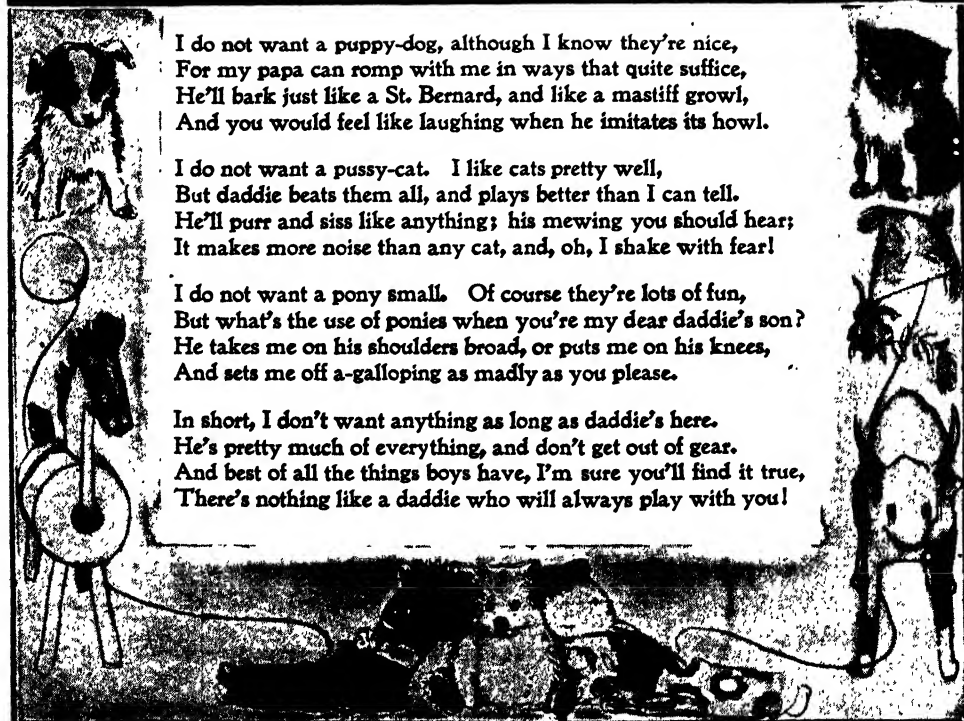 I do not want a puppy-dog, although I know they're nice,
For my papa can romp with me in ways that quite suffice,
He'll bark just like a St. Bernard, and like a mastiff growl,
And you would feel like laughing when he imitates its howl.
I do not want a pussy-cat. I like cats pretty well,
But daddie beats them all, and plays better than I can tell.
He'll purr and siss like anything; his mewing you should hear;
It makes more noise than any cat, and, oh, I shake with fear!
I do not want a pony small. Of course they're lots of fun,
But what's the use of ponies when you're my dear daddie's son?
He takes me on his shoulders broad, or puts me on his knees,
And sets me off a-galloping as madly as you please.
In short, I don't want anything as long as daddie's here.
He's pretty much of everything, and don't get out of gear.
And best of all the things boys have, I'm sure you'll find it true,
There's nothing like a daddie who will always play with you!